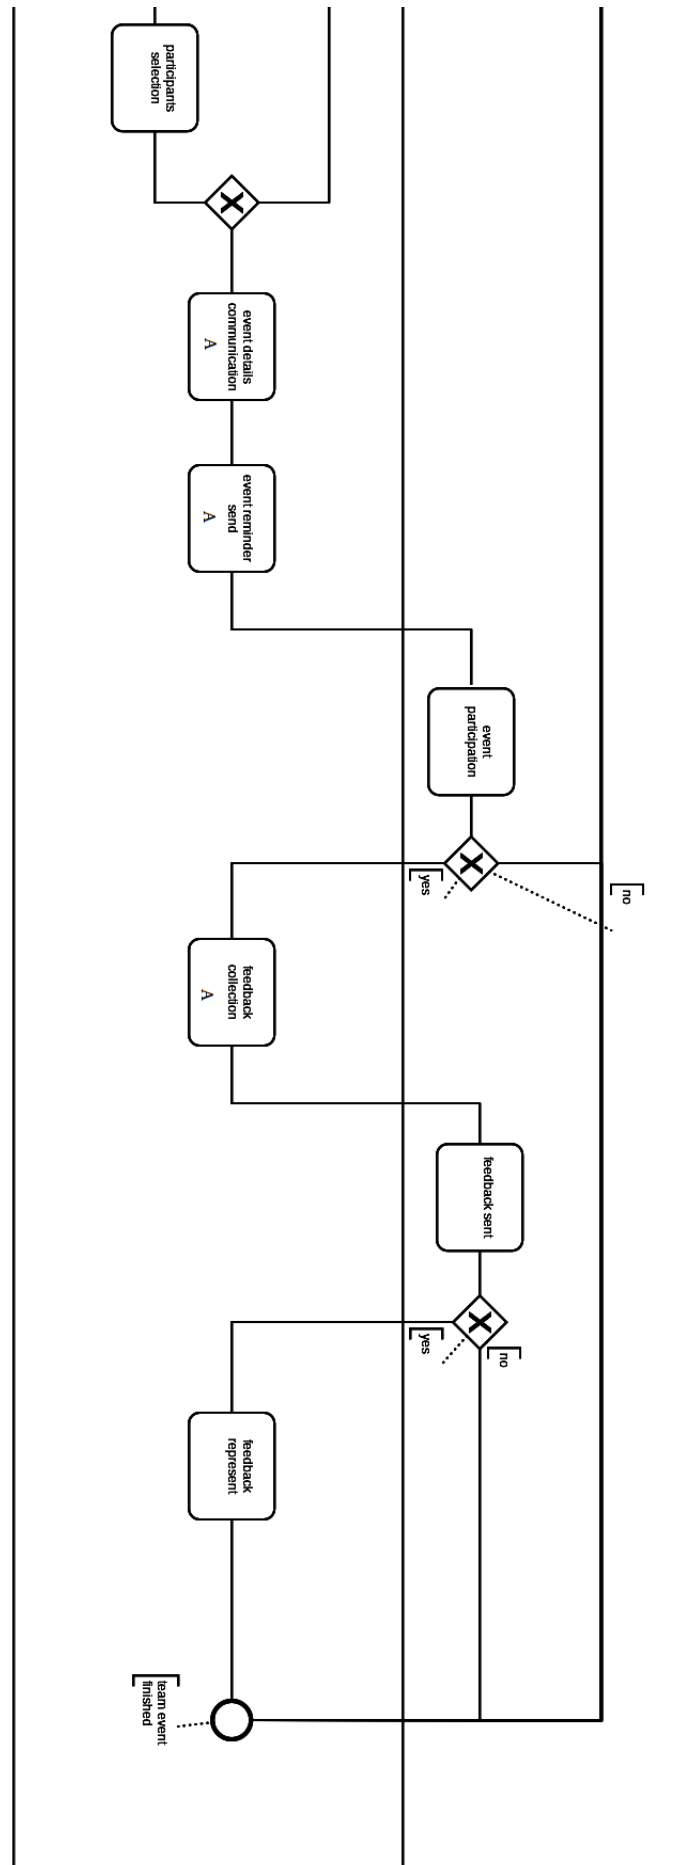 participants
selection
X
event details
communication
A
event reminder
send
A
event
participation
X
yes
no
feedback
collection
A
feedback sent
X
yes
no
feedback
represent
team event
finished